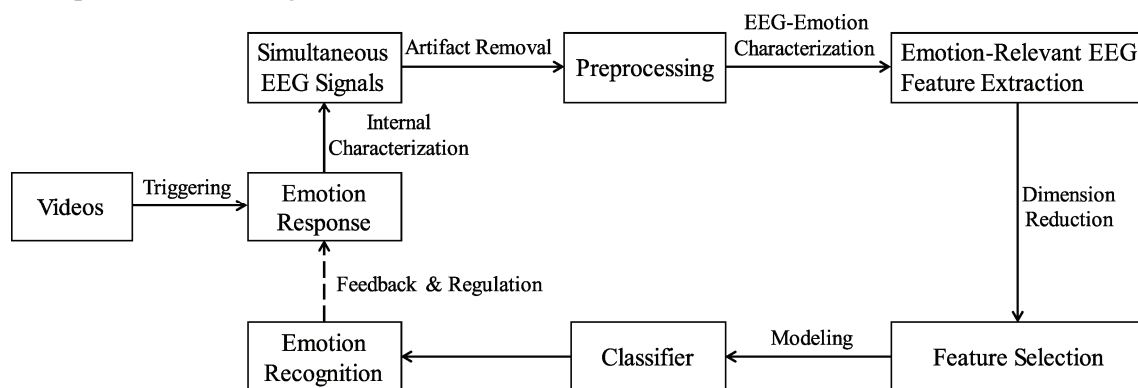 EEG-Emotion
Characterization
Simultaneous
EEG Signals
Artifact Removal
Preprocessing
Emotion-Relevant EEG
Feature Extraction
Internal
Characterization
Videos
Triggering
Emotion
Response
Dimension
Reduction
Feedback & Regulation
Emotion
Recognition
Classifier
Modeling
Feature Selection